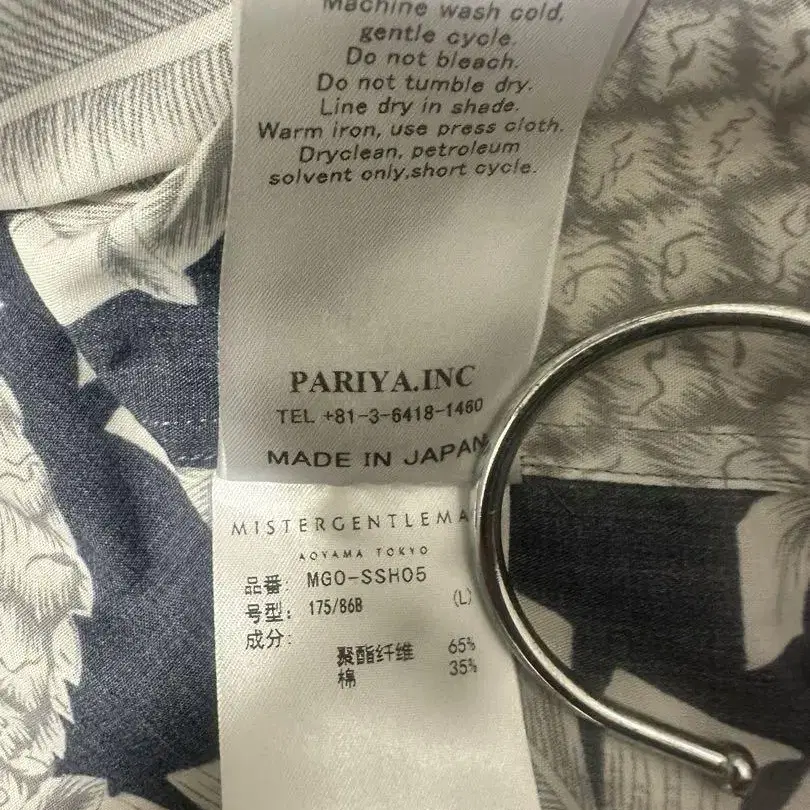 Machine wash cold,
gentle cycle.
Do not bleach.
Do not tumble dry.
Line dry in shade.
Warm iron, use press cloth.
Dryclean, petroleum
solvent only,short cycle.
PARIYA.INC
TEL +81-3-6418-1460
MADE IN JAPAN
MISTERGENTLEMA
AOYAMA TOKYO
品番: MGO-SSH05
号型: 175/86B (L)
成分:
聚酯纤维 65%
棉 35%